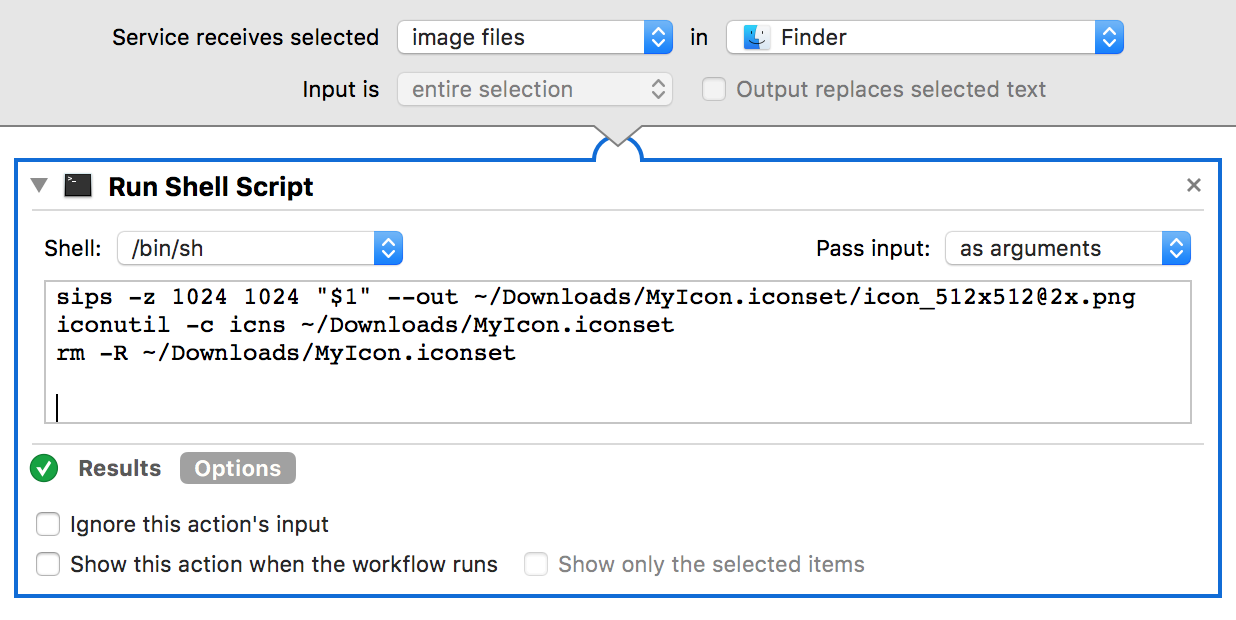 Service receives selected image files in Finder
Input is entire selection Output replaces selected text
Run Shell Script
Shell: /bin/sh Pass input: as arguments
sips -z 1024 1024 "$1" --out ~/Downloads/MyIcon.iconset/icon_512x512@2x.png
iconutil -c icns ~/Downloads/MyIcon.iconset
rm -R ~/Downloads/MyIcon.iconset
Results Options
Ignore this action's input
Show this action when the workflow runs Show only the selected items